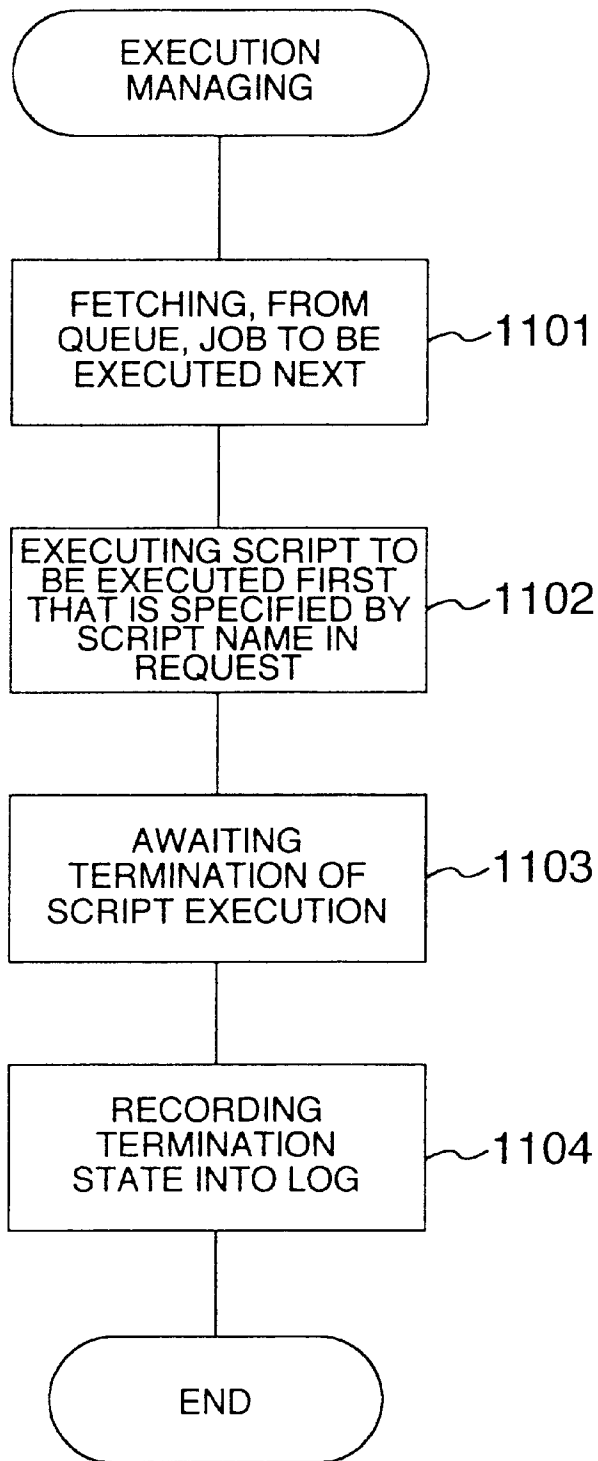 EXECUTION
MANAGING
FETCHING, FROM
QUEUE, JOB TO BE
EXECUTED NEXT
1101
EXECUTING SCRIPT TO
BE EXECUTED FIRST
THAT IS SPECIFIED BY
SCRIPT NAME IN
REQUEST
1102
AWAITING
TERMINATION OF
SCRIPT EXECUTION
1103
RECORDING
TERMINATION
STATE INTO LOG
1104
END